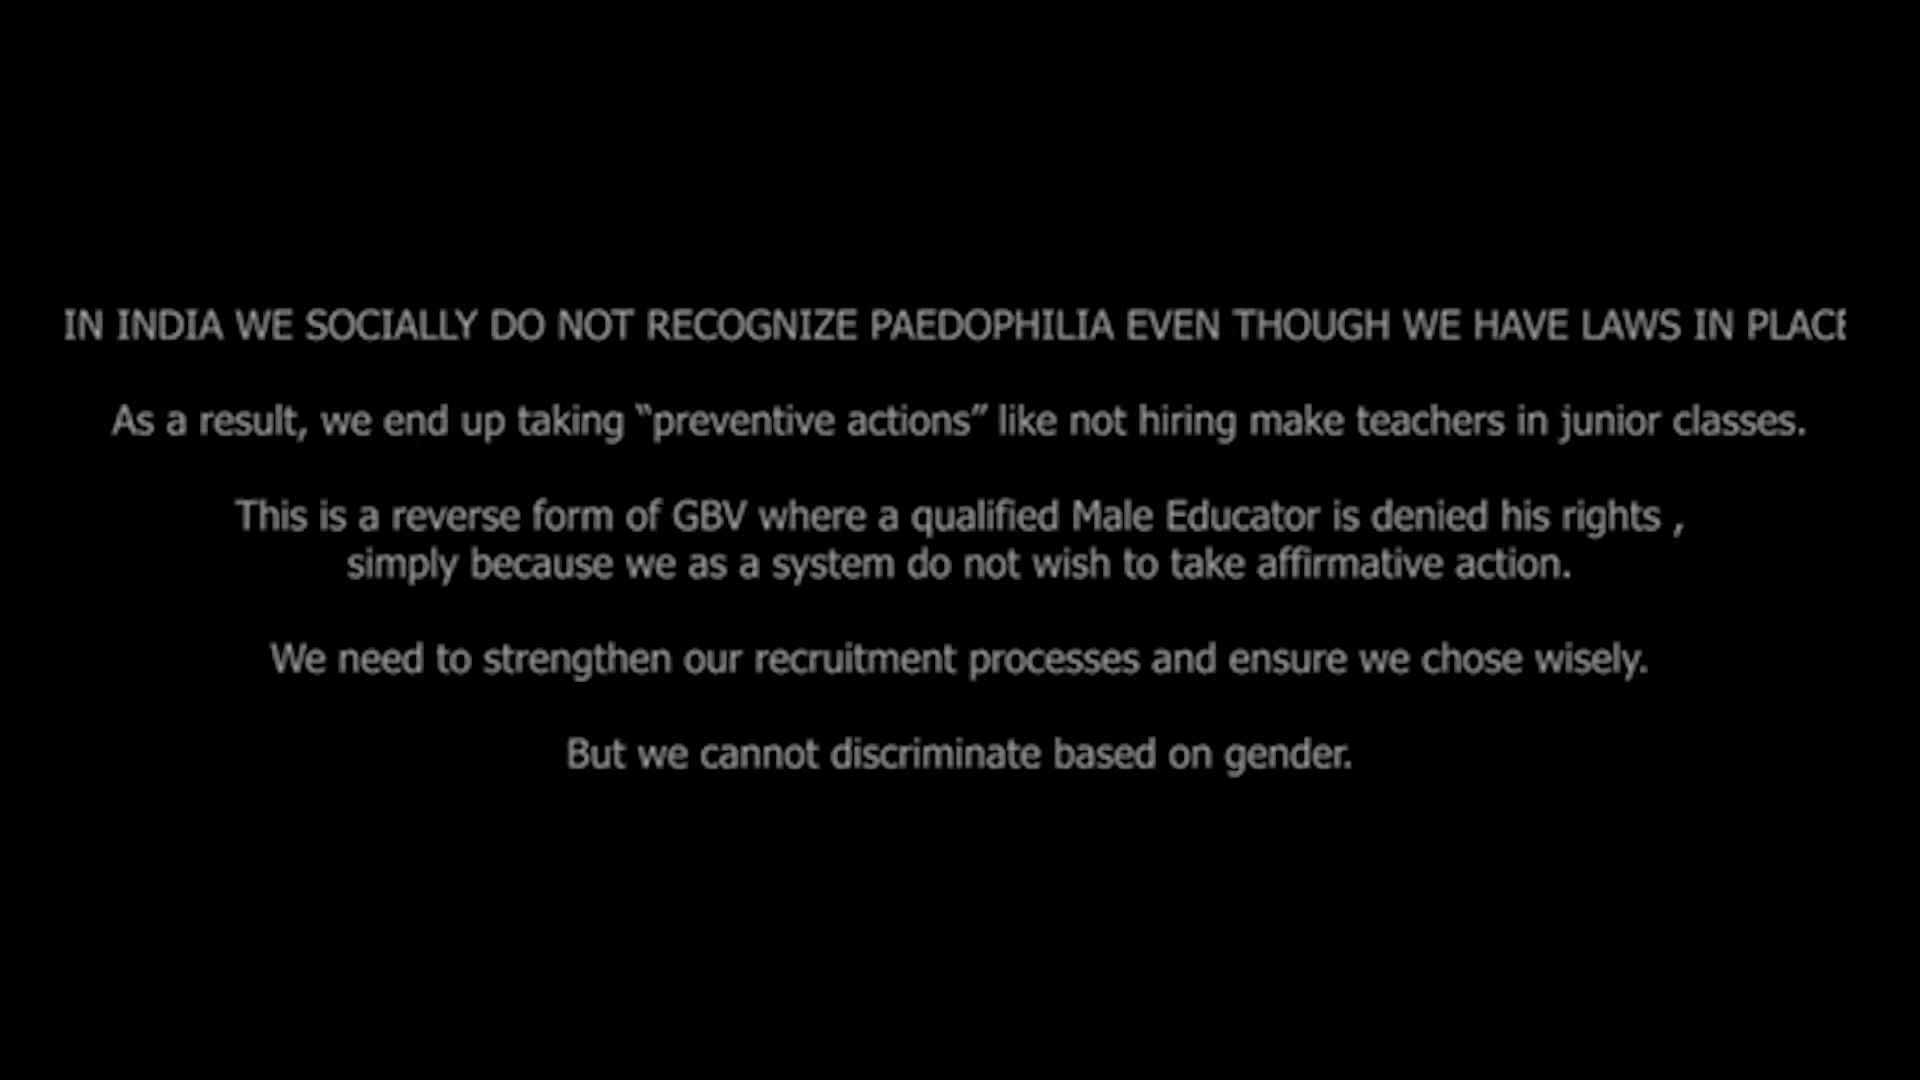 IN INDIA WE SOCIALLY DO NOT RECOGNIZE PAEDOPHILIA EVEN THOUGH WE HAVE LAWS IN PLACE
As a result, we end up taking “preventive actions” like not hiring make teachers in junior classes.
This is a reverse form of GBV where a qualified Male Educator is denied his rights ,
simply because we as a system do not wish to take affirmative action.
We need to strengthen our recruitment processes and ensure we chose wisely.
But we cannot discriminate based on gender.